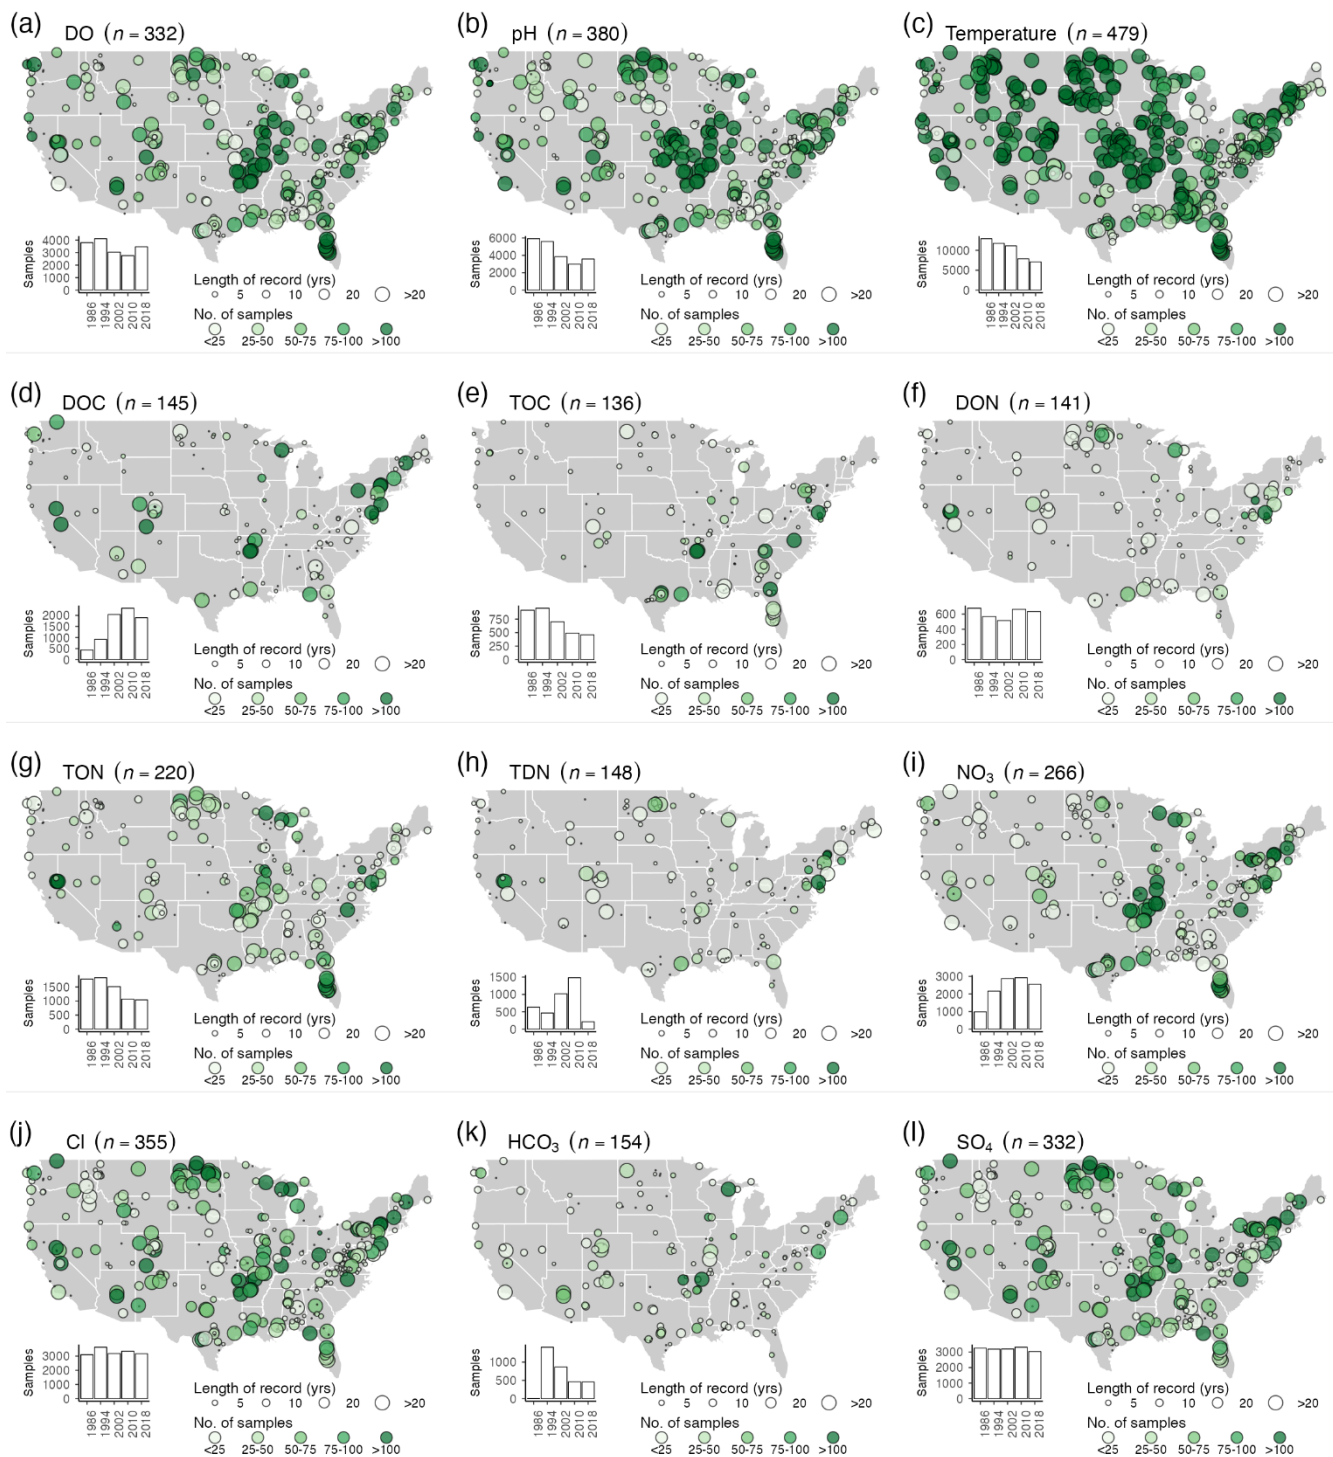 (a) DO (n = 332)
Samples
4000
3000
2000
1000
0
1986
1994
2002
2010
2018
Length of record (yrs)
5 10 20 >20
No. of samples
<25 25-50 50-75 75-100 >100
(b) pH (n = 380)
6000
4000
2000
0
1986
1994
2002
2010
2018
Length of record (yrs)
5 10 20 >20
No. of samples
<25 25-50 50-75 75-100 >100
(c) Temperature (n = 479)
Samples
10000
5000
0
1986
1994
2002
2010
2018
Length of record (yrs)
5 10 20 >20
No. of samples
<25 25-50 50-75 75-100 >100
(d) DOC (n = 145)
Samples
2000
1500
1000
500
0
1986
1994
2002
2010
2018
Length of record (yrs)
5 10 20 >20
No. of samples
<25 25-50 50-75 75-100 >100
(e) TOC (n = 136)
Samples
750
500
250
0
1986
1994
2002
2010
2018
Length of record (yrs)
5 10 20 >20
No. of samples
<25 25-50 50-75 75-100 >100
(f) DON (n = 141)
Samples
600
400
200
0
1986
1994
2002
2010
2018
Length of record (yrs)
5 10 20 >20
No. of samples
<25 25-50 50-75 75-100 >100
(g) TON (n = 220)
Samples
1500
1000
500
0
1986
1994
2002
2010
2018
Length of record (yrs)
5 10 20 >20
No. of samples
<25 25-50 50-75 75-100 >100
(h) TDN (n = 148)
Samples
1500
1000
500
0
1986
1994
2002
2010
2018
Length of record (yrs)
5 10 20 >20
No. of samples
<25 25-50 50-75 75-100 >100
(i) NO₃ (n = 266)
Samples
3000
2000
1000
0
1986
1994
2002
2010
2018
Length of record (yrs)
5 10 20 >20
No. of samples
<25 25-50 50-75 75-100 >100
(j) Cl (n = 355)
Samples
3000
2000
1000
0
1986
1994
2002
2010
2018
Length of record (yrs)
5 10 20 >20
No. of samples
<25 25-50 50-75 75-100 >100
(k) HCO₃ (n = 154)
Samples
1000
500
0
1986
1994
2002
2010
2018
Length of record (yrs)
5 10 20 >20
No. of samples
<25 25-50 50-75 75-100 >100
(l) SO₄ (n = 332)
Samples
3000
2000
1000
0
1986
1994
2002
2010
2018
Length of record (yrs)
5 10 20 >20
No. of samples
<25 25-50 50-75 75-100 >100